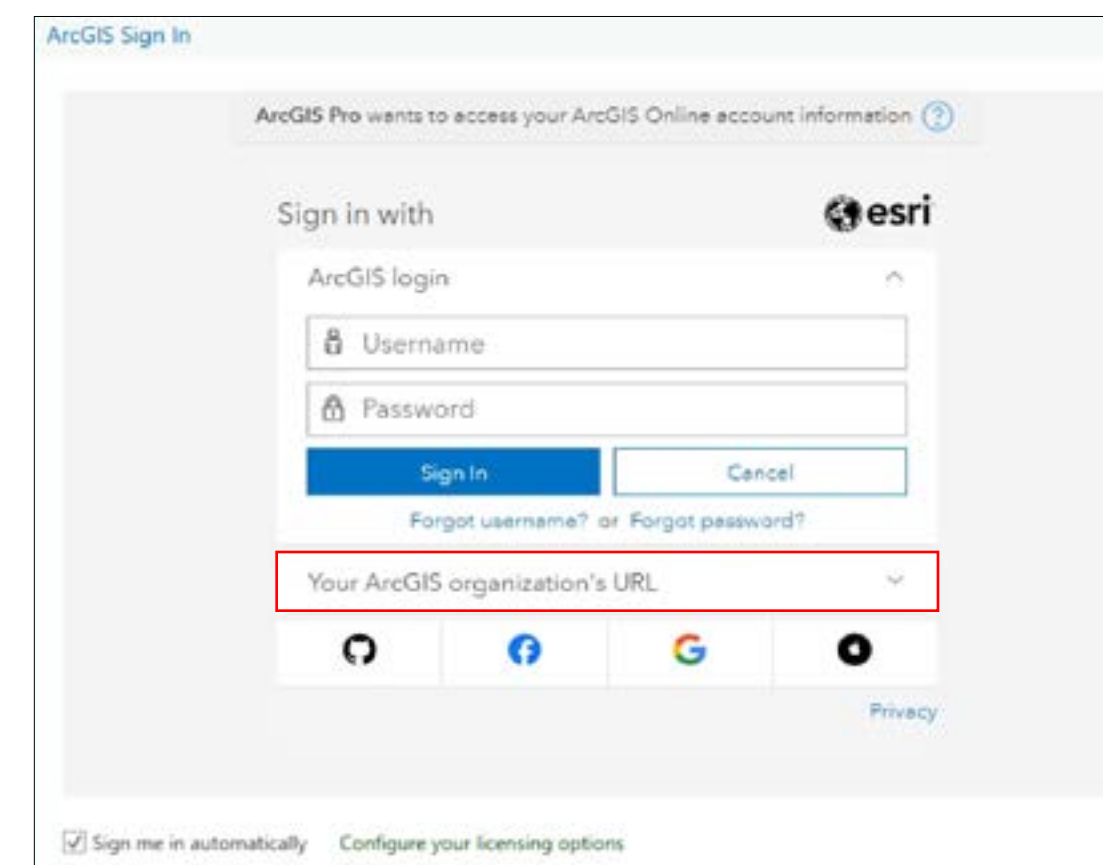 ArcGIS Sign In
ArcGIS Pro wants to access your ArcGIS Online account information ?
Sign in with
esri
ArcGIS login
Username
Password
Sign In
Cancel
Forgot username? or Forgot password?
Your ArcGIS organization's URL
Privacy
Sign me in automatically
Configure your licensing options